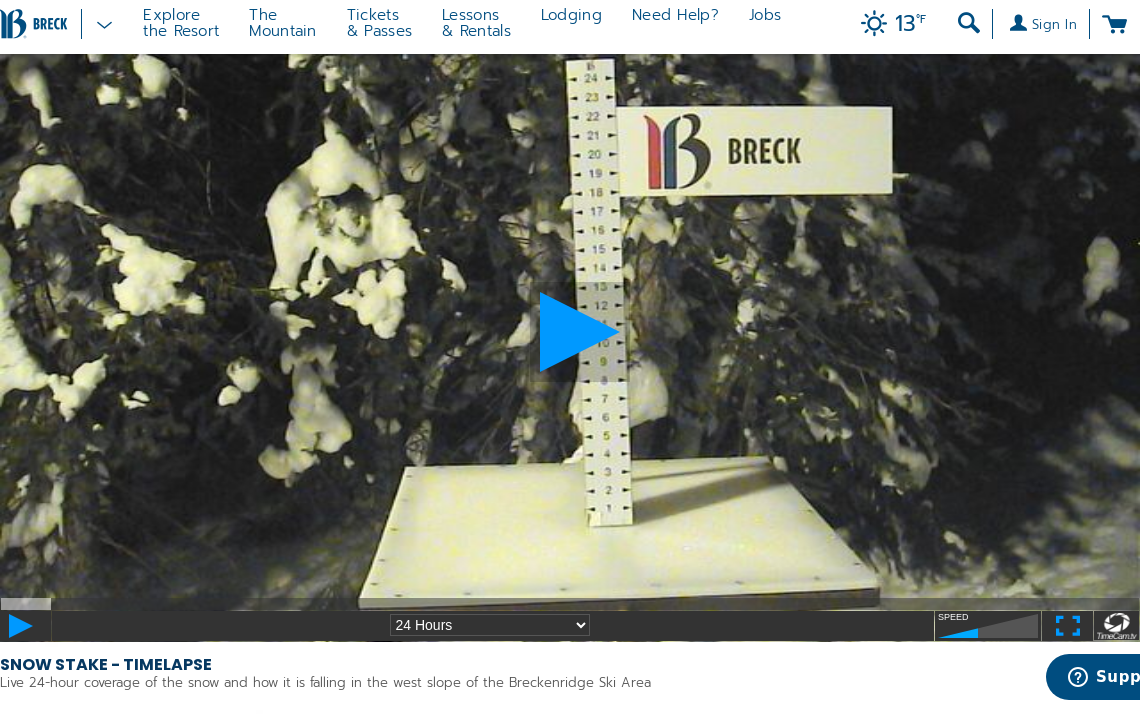 BRECK
Explore
the Resort
The
Mountain
Tickets
& Passes
Lessons
& Rentals
Lodging
Need Help?
Jobs
13°F
Sign In
24
23
22
21
20
19
18
17
16
15
14
13
12
10
9
8
7
6
5
4
3
2
1
B BRECK
24 Hours
SPEED
TimeCam.tv
SNOW STAKE - TIMELAPSE
Live 24-hour coverage of the snow and how it is falling in the west slope of the Breckenridge Ski Area
Supp